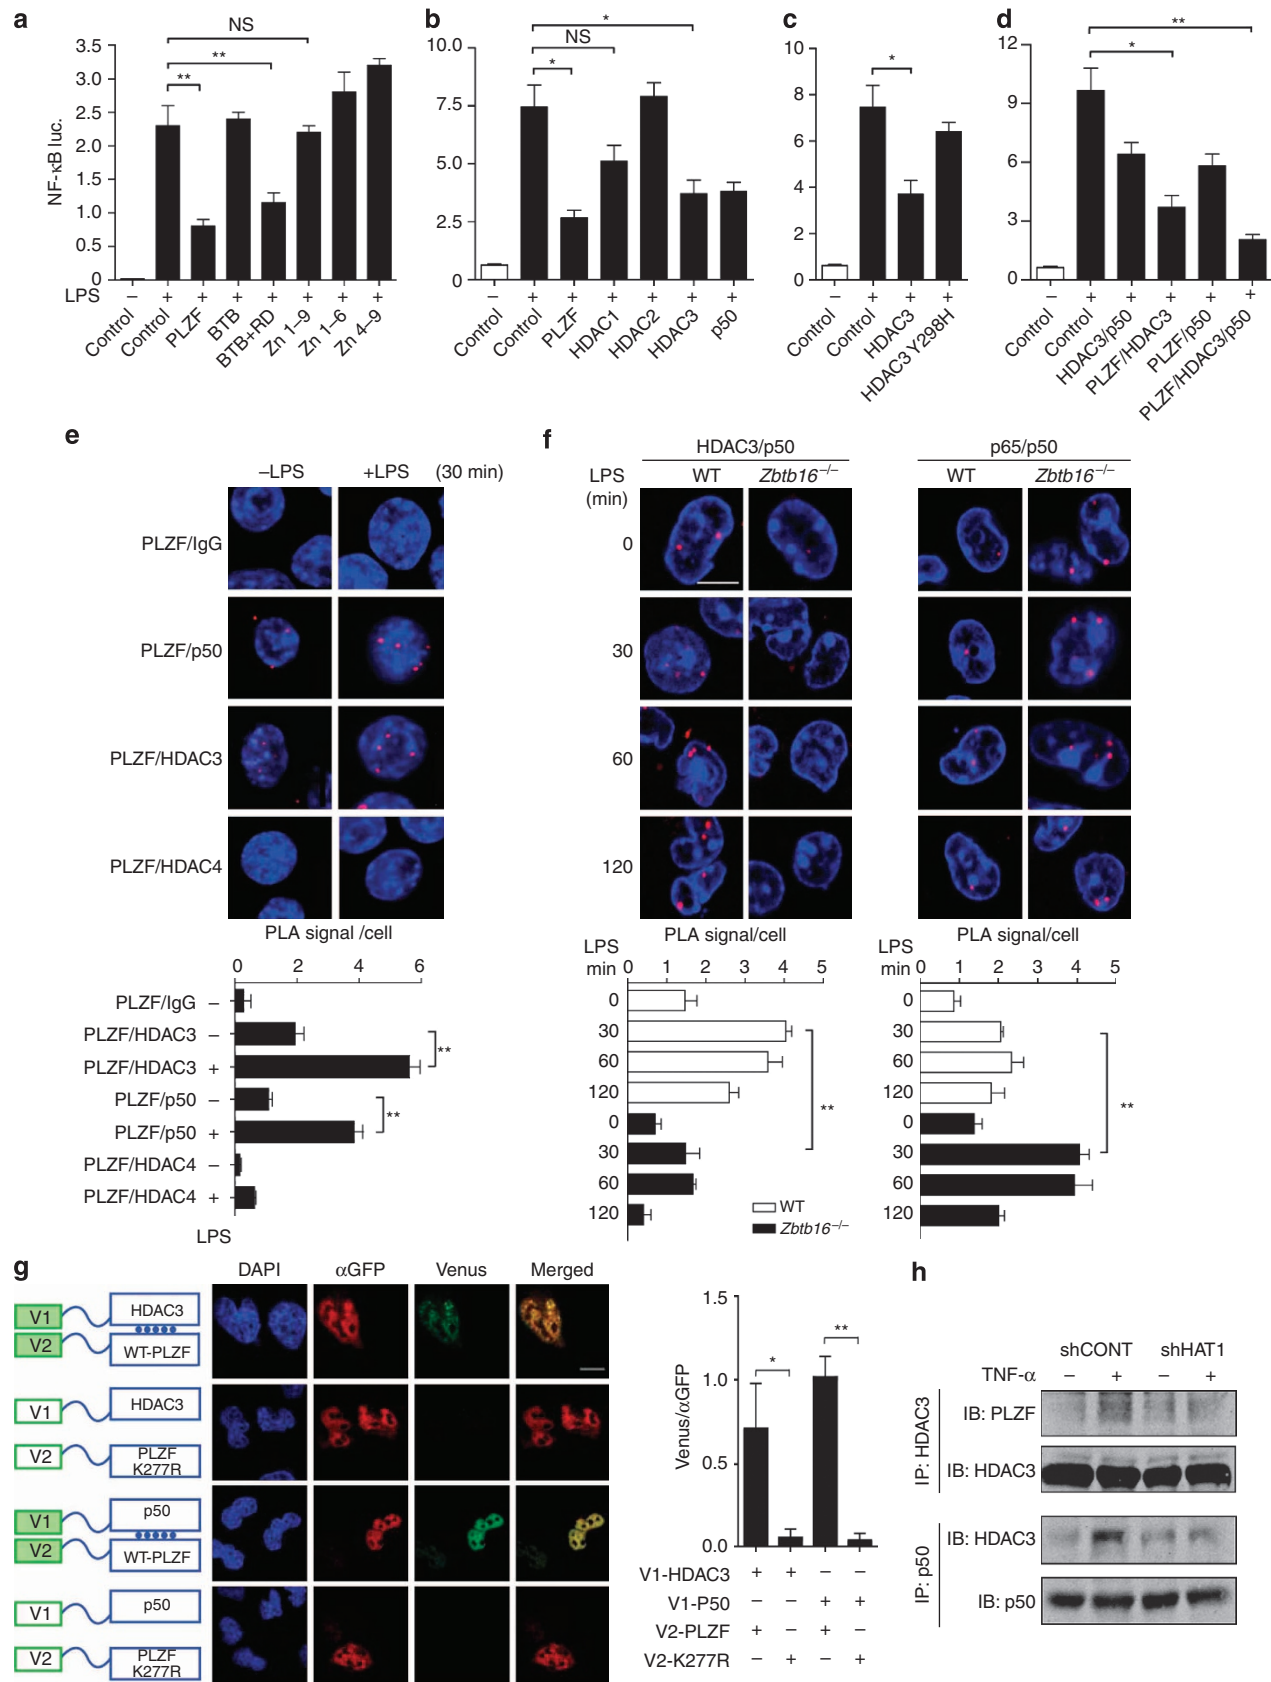 a
NS
**
**
NF-κB luc.
3.5
3.0
2.5
2.0
1.5
1.0
0.5
0
LPS – + + + + + + +
Control
Control
PLZF
BTB
BTB+RD
Zn 1–9
Zn 1–6
Zn 4–9
b
*
NS
*
10.0
7.5
5.0
2.5
0
– + + + + + +
Control
Control
PLZF
HDAC1
HDAC2
HDAC3
p50
c
*
10
8
6
4
2
0
– + + +
Control
Control
HDAC3
HDAC3 Y298H
d
**
*
12
9
6
3
0
– + + + + +
Control
Control
HDAC3/p50
PLZF/HDAC3
PLZF/p50
PLZF/HDAC3/p50
e
–LPS +LPS (30 min)
PLZF/IgG
PLZF/p50
PLZF/HDAC3
PLZF/HDAC4
PLA signal /cell
0 2 4 6
PLZF/IgG –
PLZF/HDAC3 –
PLZF/HDAC3 +
**
PLZF/p50 –
PLZF/p50 +
**
PLZF/HDAC4 –
PLZF/HDAC4 +
LPS
f
HDAC3/p50
p65/p50
LPS
(min)
WT Zbtb16–/–
WT Zbtb16–/–
0
30
60
120
PLA signal/cell
LPS
min
0 1 2 3 4 5
0
30
60
120
0
30
60
120
**
WT
Zbtb16–/–
PLA signal/cell
LPS
min
0 1 2 3 4 5
0
30
60
120
0
30
60
120
**
g
DAPI αGFP Venus Merged
V1 HDAC3
V2 WT-PLZF
V1 HDAC3
V2 PLZF
K277R
V1 p50
V2 WT-PLZF
V1 p50
V2 PLZF
K277R
Venus/αGFP
1.5
1.0
0.5
0.0
*
**
V1-HDAC3 + + – –
V1-P50 – – + +
V2-PLZF + – + –
V2-K277R – + – +
h
shCONT shHAT1
TNF-α – + – +
IP: HDAC3
IB: PLZF
IB: HDAC3
IP: p50
IB: HDAC3
IB: p50